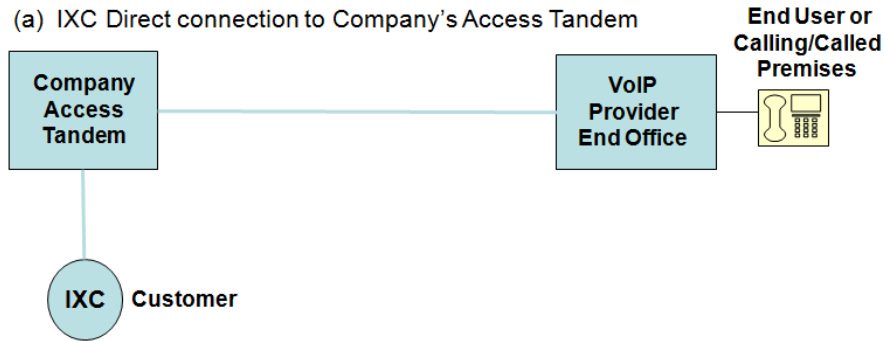 (a) IXC Direct connection to Company's Access Tandem
End User or
Calling/Called
Premises
Company
Access
Tandem
VoIP
Provider
End Office
IXC
Customer